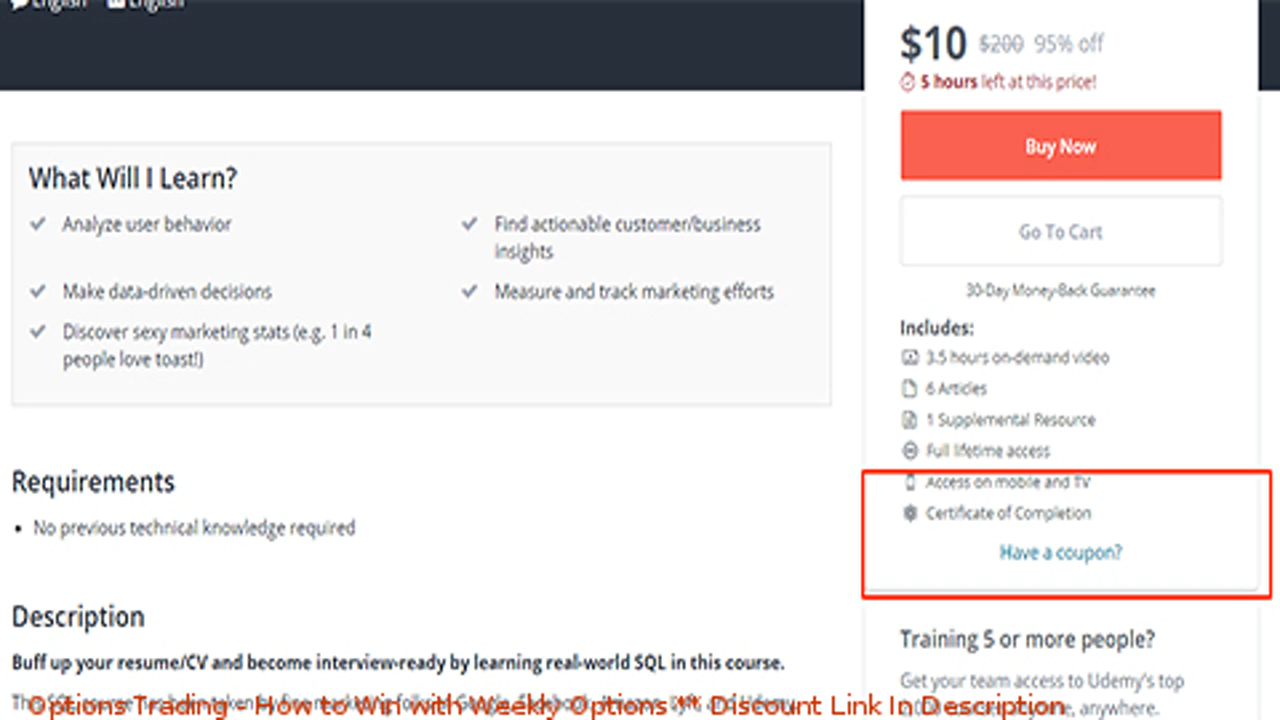 English English
$10 $200 95% off
5 hours left at this price!
Buy Now
Go To Cart
30-Day Money-Back Guarantee
Includes:
3.5 hours on-demand video
6 Articles
1 Supplemental Resource
Full lifetime access
Access on mobile and TV
Certificate of Completion
Have a coupon?
Training 5 or more people?
Get your team access to Udemy's top
anywhere.
What Will I Learn?
Analyze user behavior
Find actionable customer/business
insights
Make data-driven decisions
Measure and track marketing efforts
Discover sexy marketing stats (e.g. 1 in 4
people love toast!)
Requirements
• No previous technical knowledge required
Description
Buff up your resume/CV and become interview-ready by learning real-world SQL in this course.
Options Trading - How to Win with Weekly Options ** Discount Link In Description